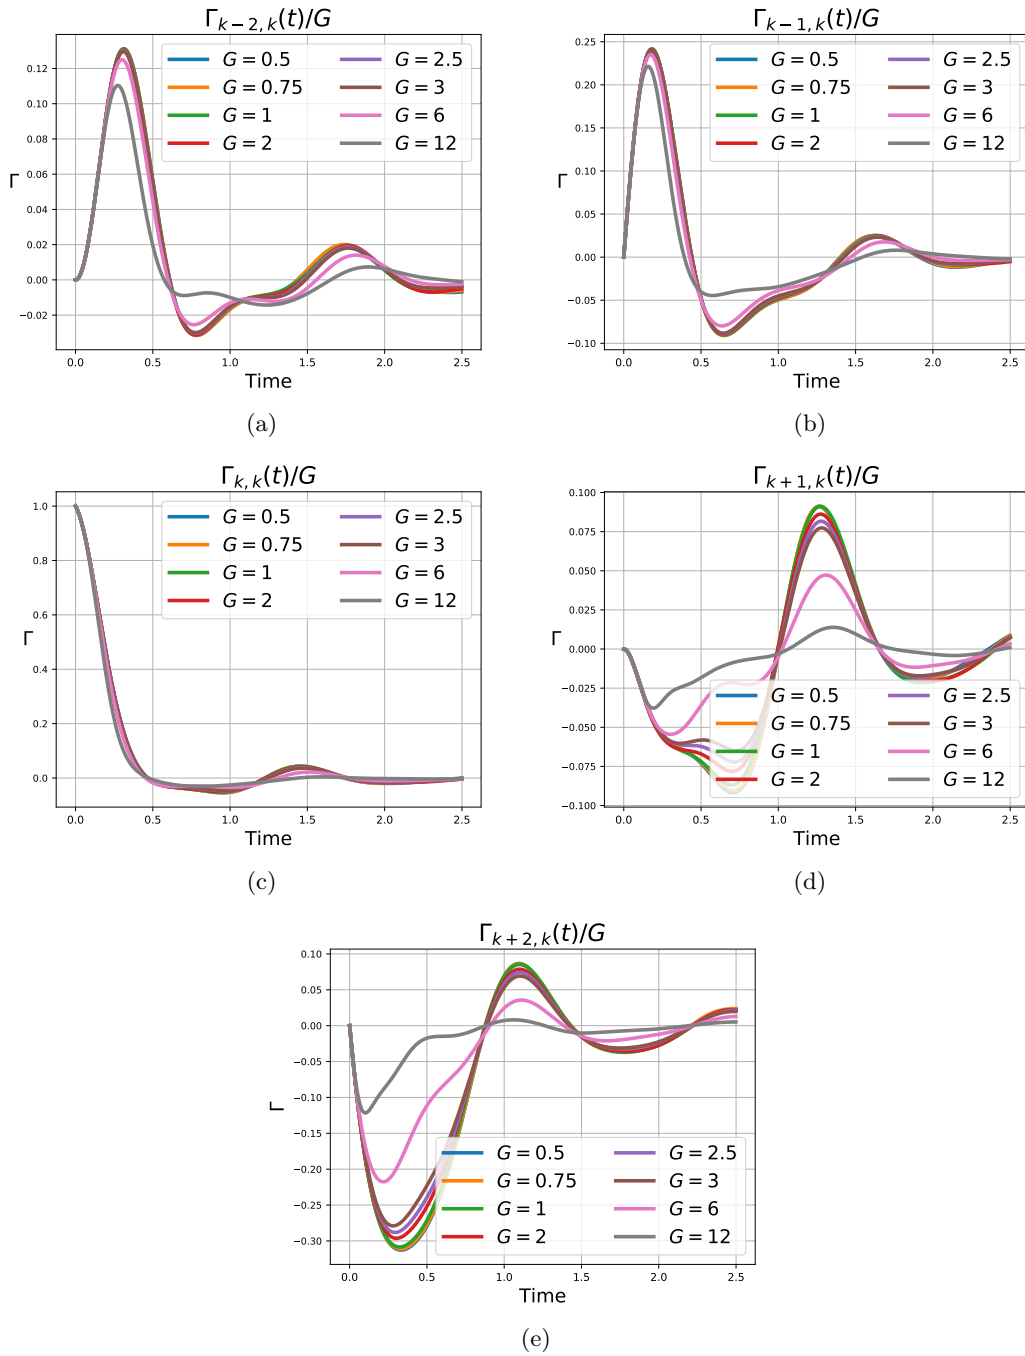 Γ_{k−2,k}(t)/G
Γ
0.12
0.10
0.08
0.06
0.04
0.02
0.00
−0.02
G = 0.5
G = 0.75
G = 1
G = 2
G = 2.5
G = 3
G = 6
G = 12
0.0 0.5 1.0 1.5 2.0 2.5
Time
(a)
Γ_{k−1,k}(t)/G
Γ
0.25
0.20
0.15
0.10
0.05
0.00
−0.05
−0.10
G = 0.5
G = 0.75
G = 1
G = 2
G = 2.5
G = 3
G = 6
G = 12
0.0 0.5 1.0 1.5 2.0 2.5
Time
(b)
Γ_{k,k}(t)/G
Γ
1.0
0.8
0.6
0.4
0.2
0.0
G = 0.5
G = 0.75
G = 1
G = 2
G = 2.5
G = 3
G = 6
G = 12
0.0 0.5 1.0 1.5 2.0 2.5
Time
(c)
Γ_{k+1,k}(t)/G
Γ
0.100
0.075
0.050
0.025
0.000
−0.025
−0.050
−0.075
−0.100
G = 0.5
G = 0.75
G = 1
G = 2
G = 2.5
G = 3
G = 6
G = 12
0.0 0.5 1.0 1.5 2.0 2.5
Time
(d)
Γ_{k+2,k}(t)/G
Γ
0.10
0.05
0.00
−0.05
−0.10
−0.15
−0.20
−0.25
−0.30
G = 0.5
G = 0.75
G = 1
G = 2
G = 2.5
G = 3
G = 6
G = 12
0.0 0.5 1.0 1.5 2.0 2.5
Time
(e)